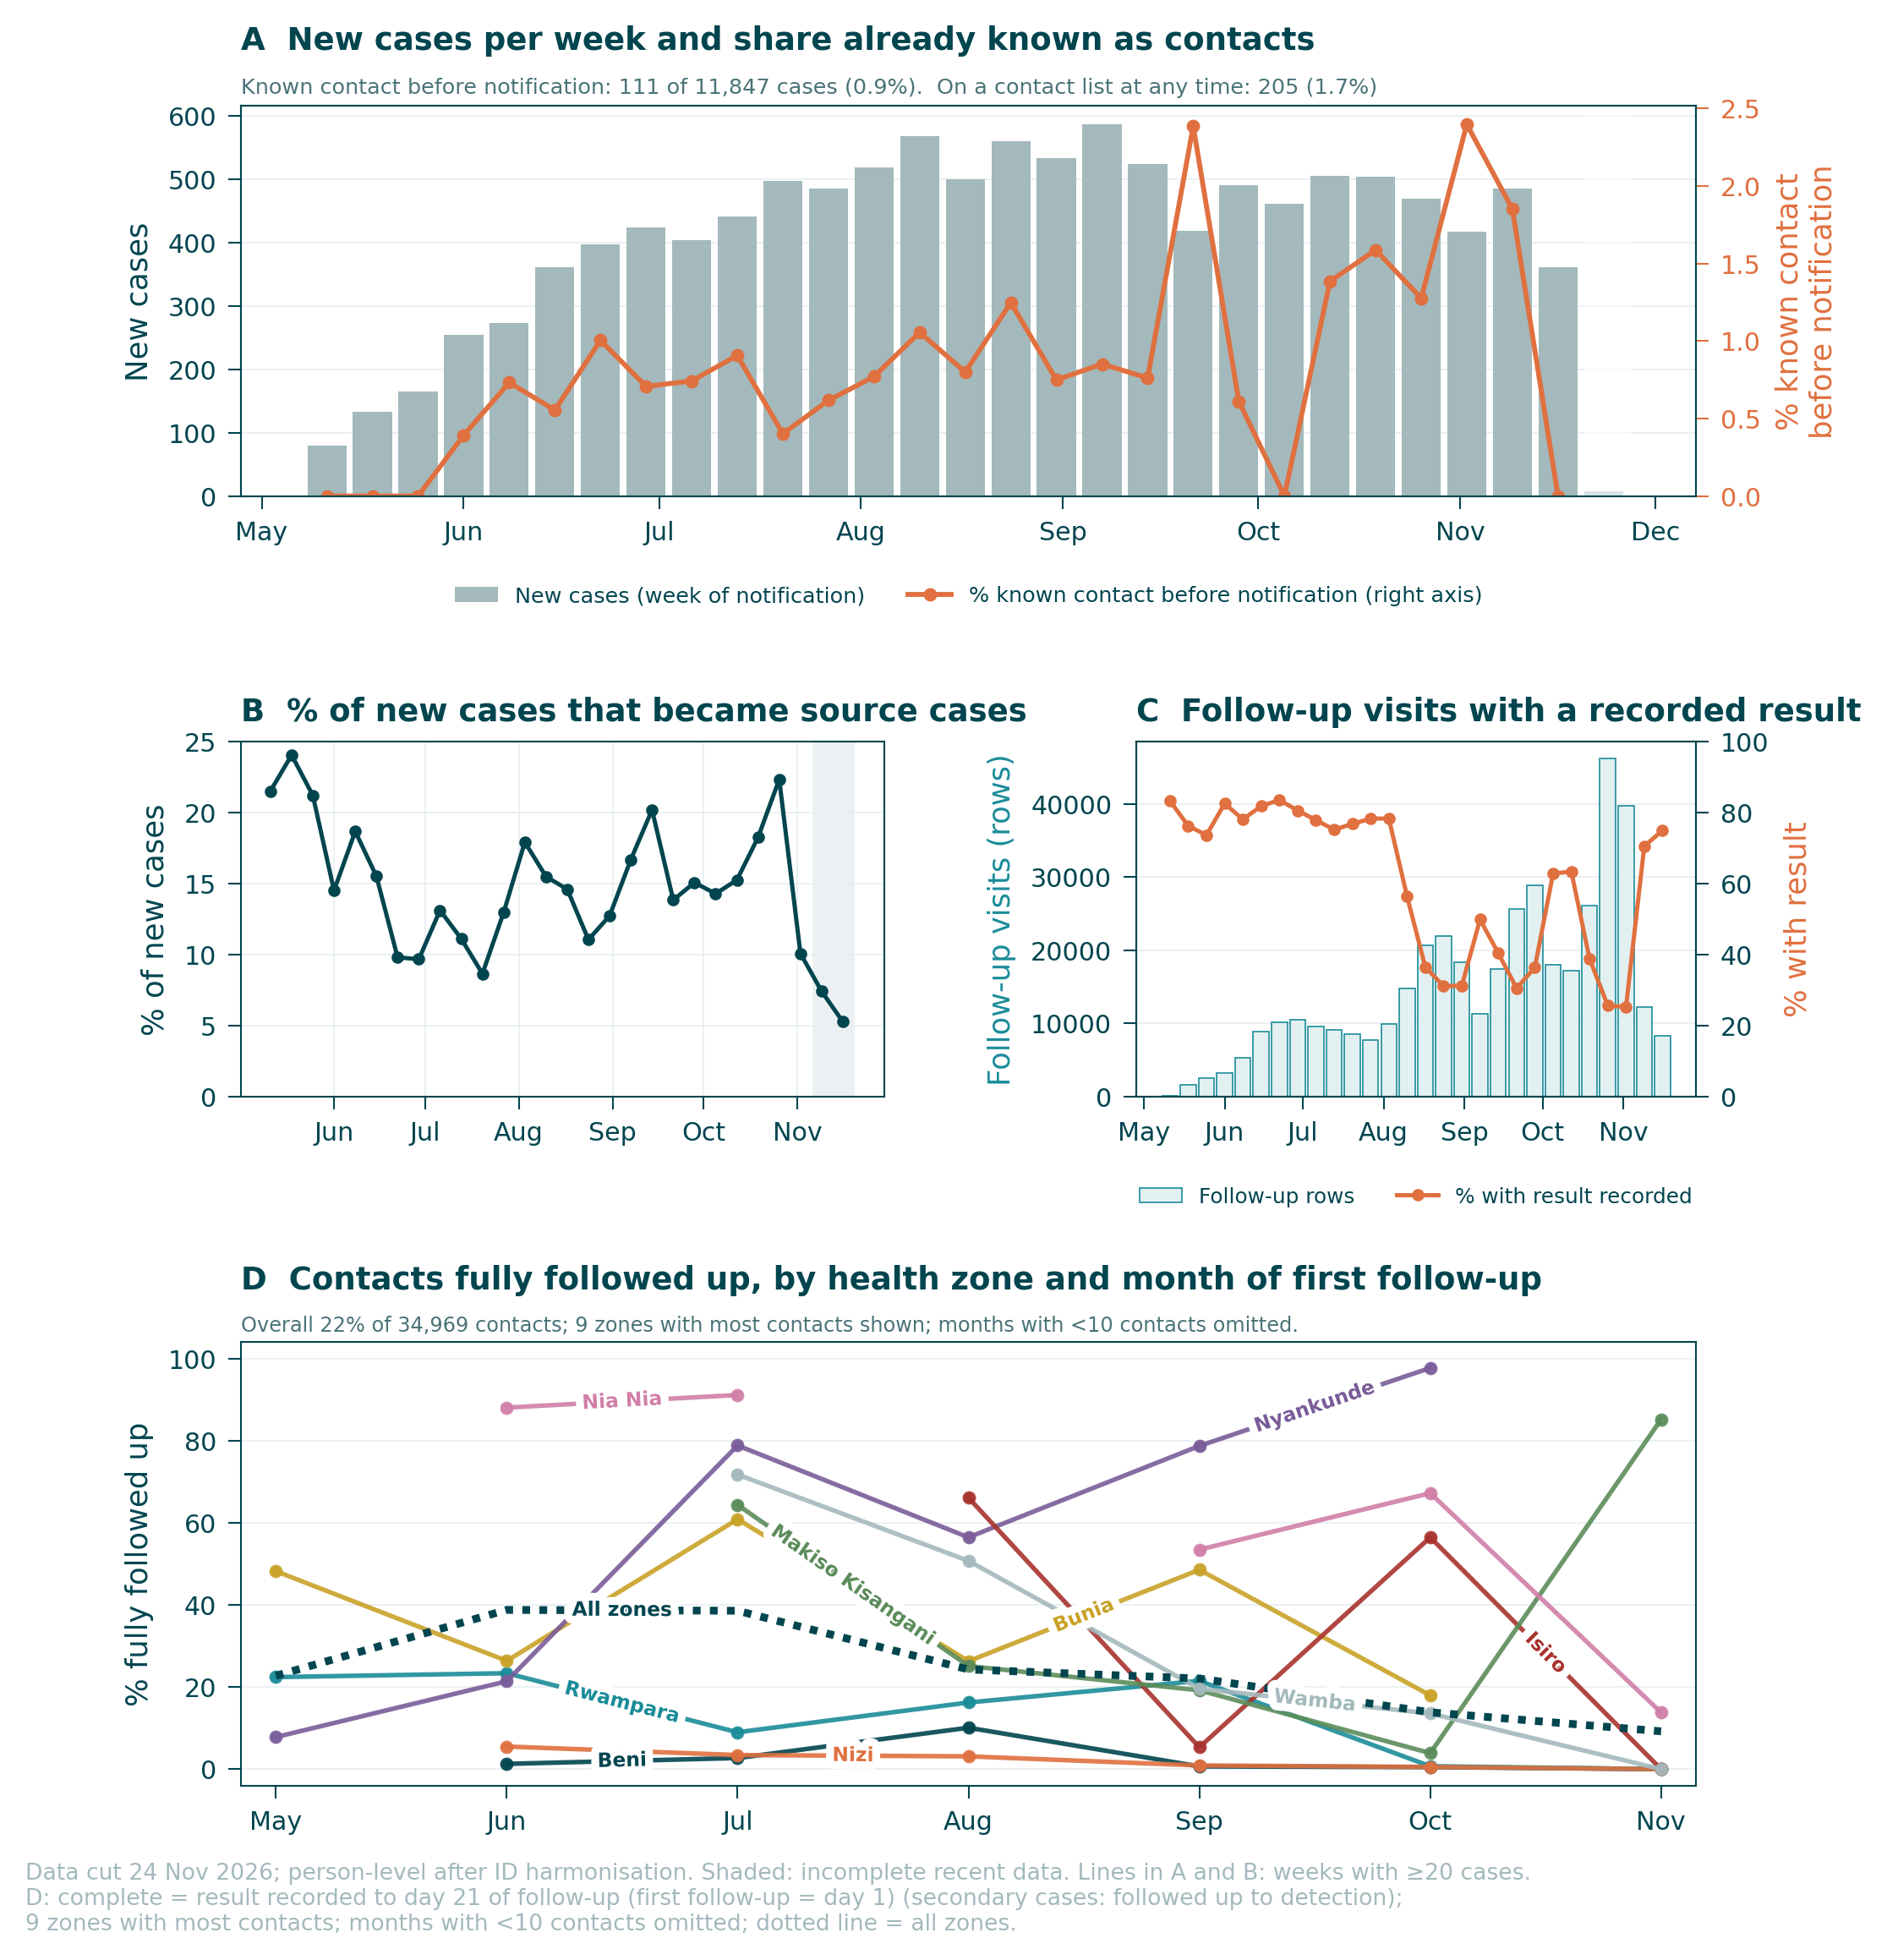 A  New cases per week and share already known as contacts
Known contact before notification: 111 of 11,847 cases (0.9%).  On a contact list at any time: 205 (1.7%)
New cases
600
500
400
300
200
100
0
2.5
2.0
1.5
1.0
0.5
0.0
% known contact
before notification
May Jun Jul Aug Sep Oct Nov Dec
New cases (week of notification)
% known contact before notification (right axis)
B  % of new cases that became source cases
% of new cases
25
20
15
10
5
0
Jun Jul Aug Sep Oct Nov
C  Follow-up visits with a recorded result
Follow-up visits (rows)
40000
30000
20000
10000
0
100
80
60
40
20
0
% with result
May Jun Jul Aug Sep Oct Nov
Follow-up rows
% with result recorded
D  Contacts fully followed up, by health zone and month of first follow-up
Overall 22% of 34,969 contacts; 9 zones with most contacts shown; months with <10 contacts omitted.
% fully followed up
100
80
60
40
20
0
Nia Nia
Nyankunde
Makiso Kisangani
All zones
Bunia
Isiro
Rwampara
Wamba
Beni
Nizi
May Jun Jul Aug Sep Oct Nov
Data cut 24 Nov 2026; person-level after ID harmonisation. Shaded: incomplete recent data. Lines in A and B: weeks with ≥20 cases.
D: complete = result recorded to day 21 of follow-up (first follow-up = day 1) (secondary cases: followed up to detection);
9 zones with most contacts; months with <10 contacts omitted; dotted line = all zones.